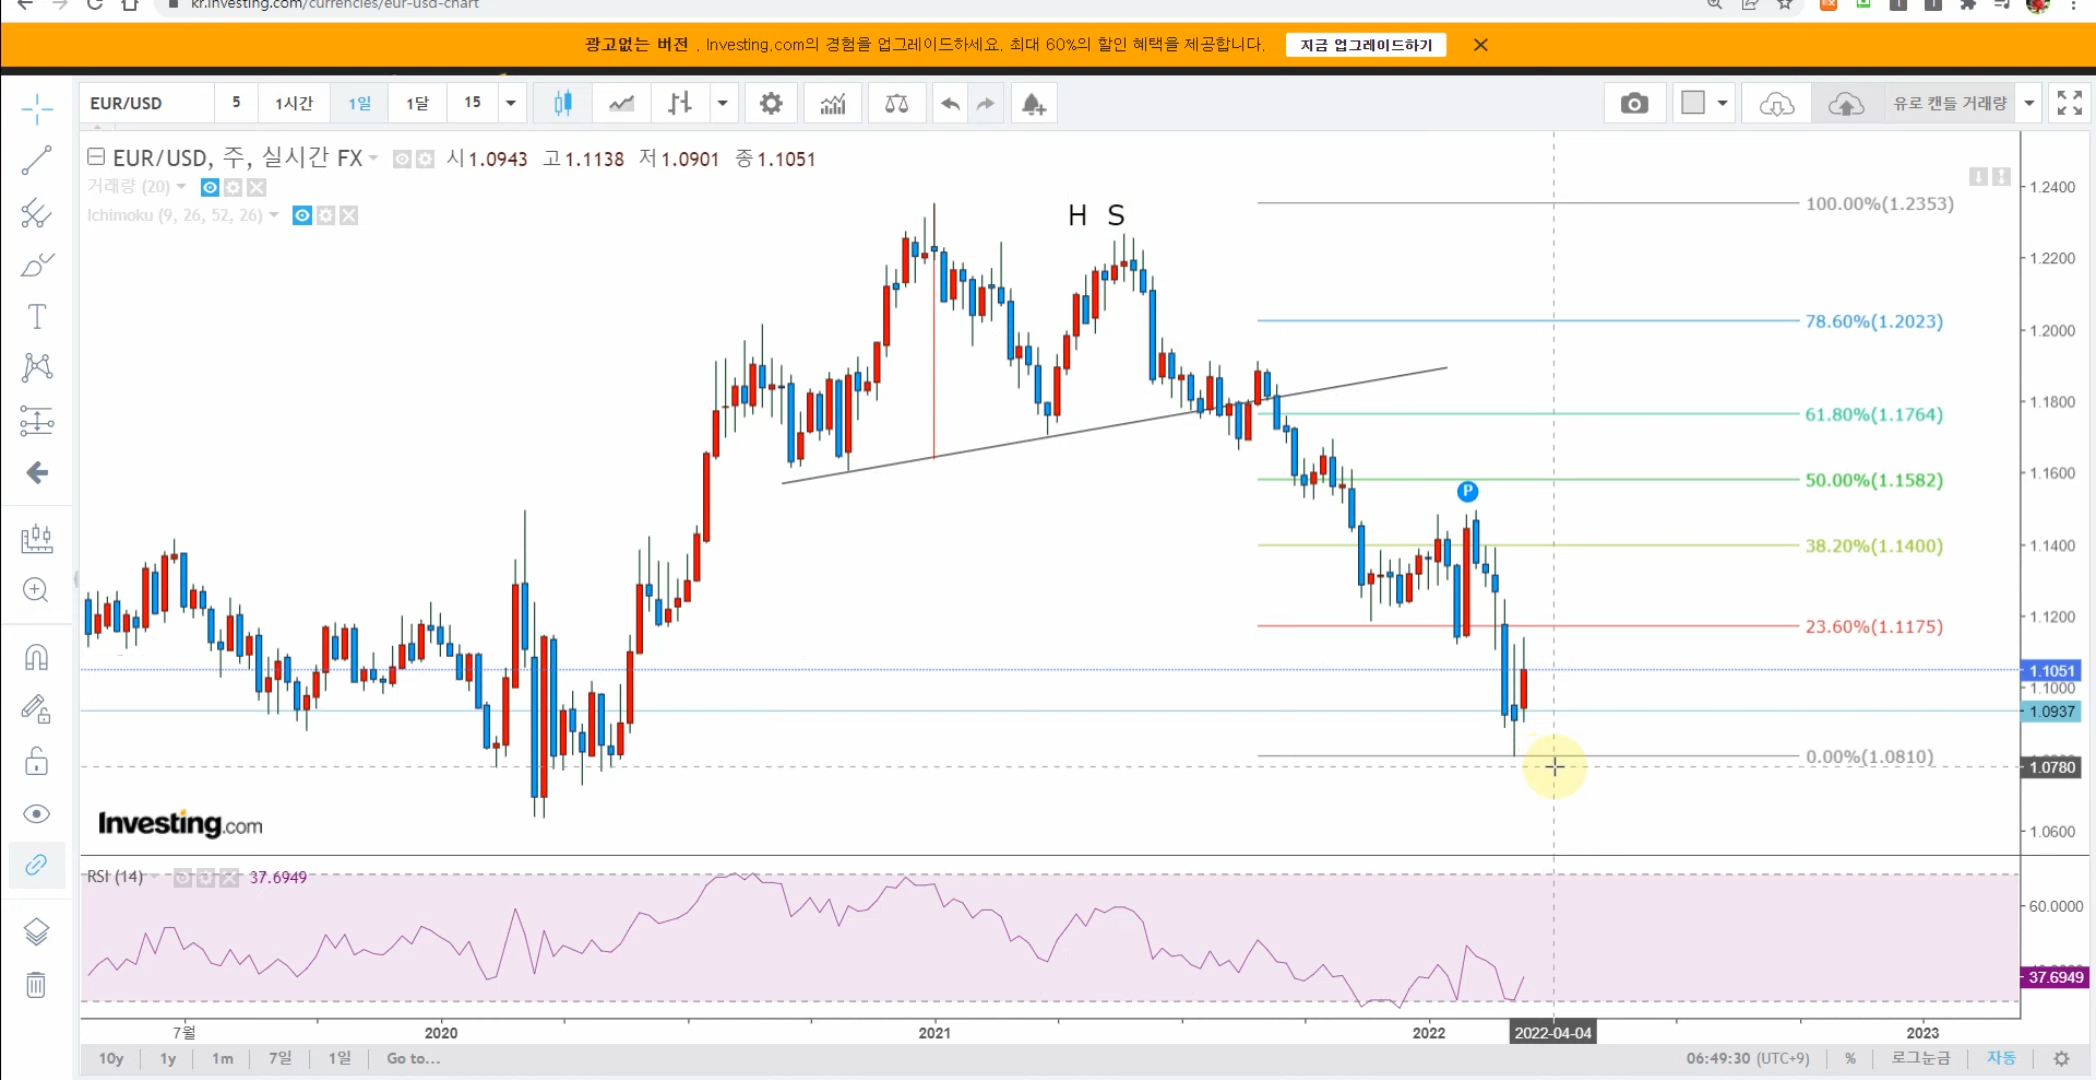 kr.investing.com/currencies/eur-usd-chart
광고없는 버전 . Investing.com의 경험을 업그레이드하세요. 최대 60%의 할인 혜택을 제공합니다. 지금 업그레이드하기
EUR/USD 5 1시간 1일 1달 15 유로 캔들 거래량
EUR/USD, 주, 실시간 FX 시1.0943 고1.1138 저1.0901 종1.1051
거래량 (20)
Ichimoku (9, 26, 52, 26)
H S
1.2400
100.00%(1.2353)
1.2200
78.60%(1.2023)
1.2000
1.1800
61.80%(1.1764)
1.1600
50.00%(1.1582)
P
38.20%(1.1400)
1.1400
1.1200
23.60%(1.1175)
1.1051
1.1000
1.0937
0.00%(1.0810)
1.0780
Investing.com
1.0600
RSI (14) 37.6949
60.0000
37.6949
7월 2020 2021 2022 2022-04-04 2023
10y 1y 1m 7일 1일 Go to... 06:49:30 (UTC+9) % 로그눈금 자동